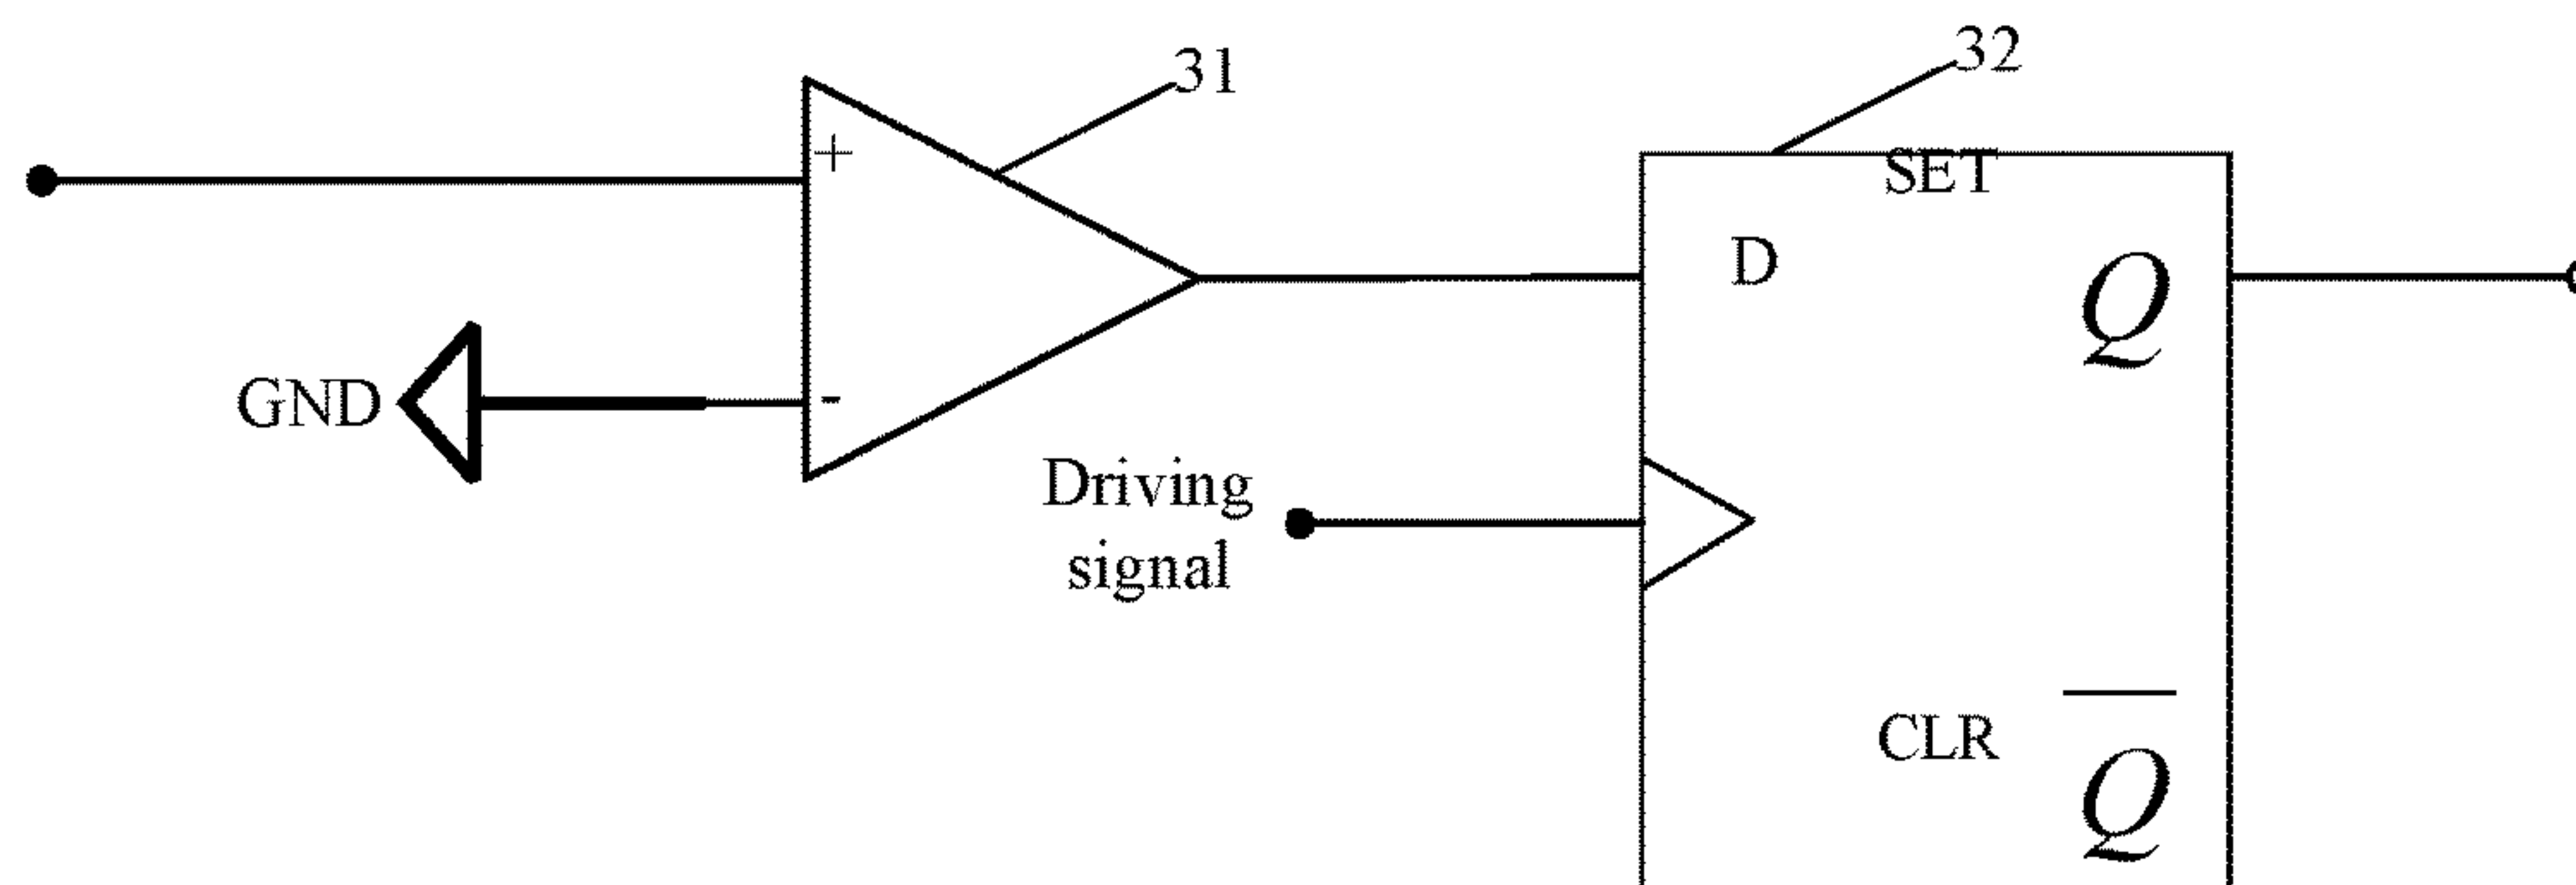 31
32
+
SET
D
Q
GND
-
Driving
signal
CLR
Q̅